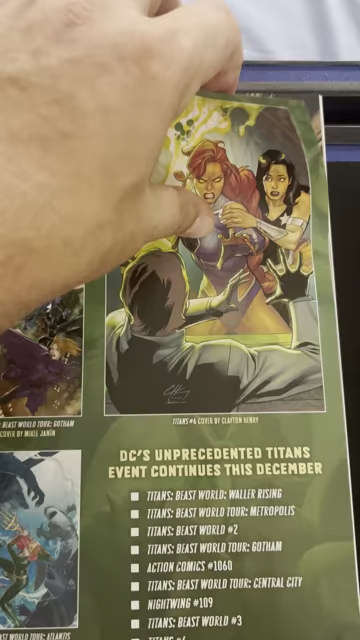 BEAST WORLD TOUR: GOTHAM
COVER BY MIKEL JANÍN
TITANS #6 COVER BY CLAYTON HENRY
DC'S UNPRECEDENTED TITANS
EVENT CONTINUES THIS DECEMBER
TITANS: BEAST WORLD: WALLER RISING
TITANS: BEAST WORLD TOUR: METROPOLIS
TITANS: BEAST WORLD #2
TITANS: BEAST WORLD TOUR: GOTHAM
ACTION COMICS #1060
TITANS: BEAST WORLD TOUR: CENTRAL CITY
NIGHTWING #109
TITANS: BEAST WORLD #3
BEAST WORLD TOUR: ATLANTIS